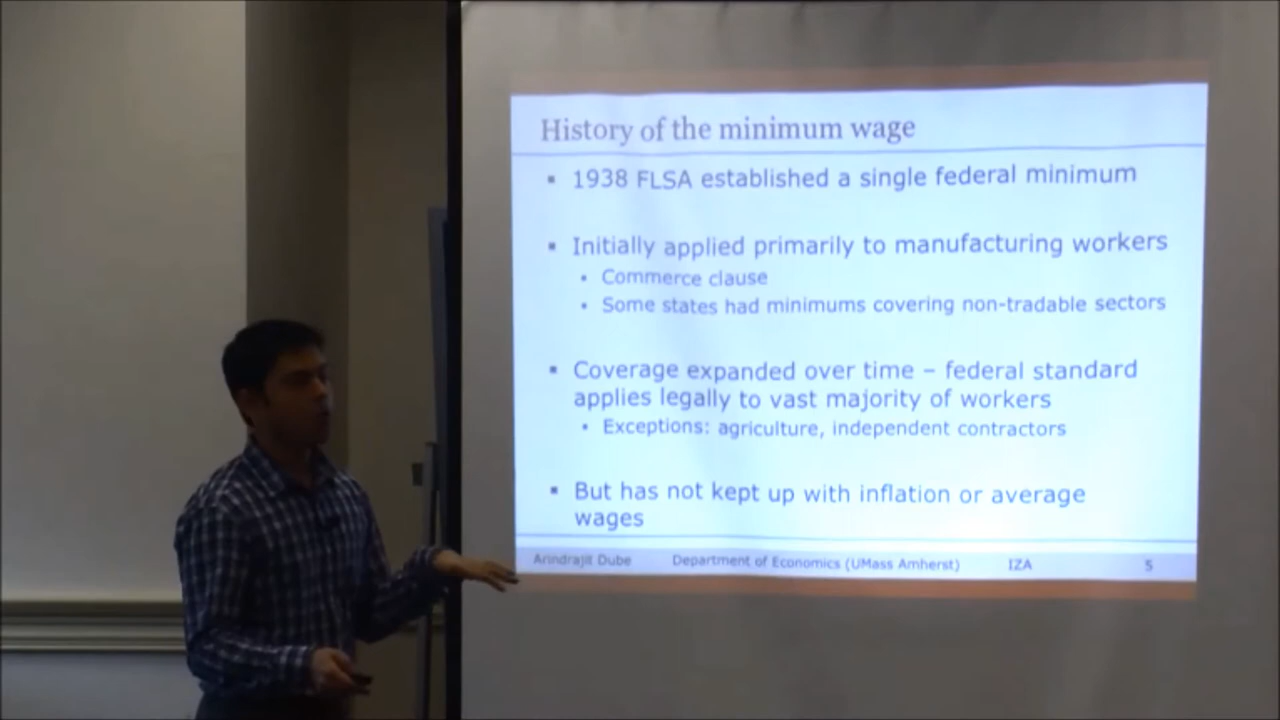 History of the minimum wage
▪ 1938 FLSA established a single federal minimum
▪ Initially applied primarily to manufacturing workers
• Commerce clause
• Some states had minimums covering non-tradable sectors
▪ Coverage expanded over time – federal standard
applies legally to vast majority of workers
• Exceptions: agriculture, independent contractors
▪ But has not kept up with inflation or average
wages
Arindrajit Dube Department of Economics (UMass Amherst) IZA 5